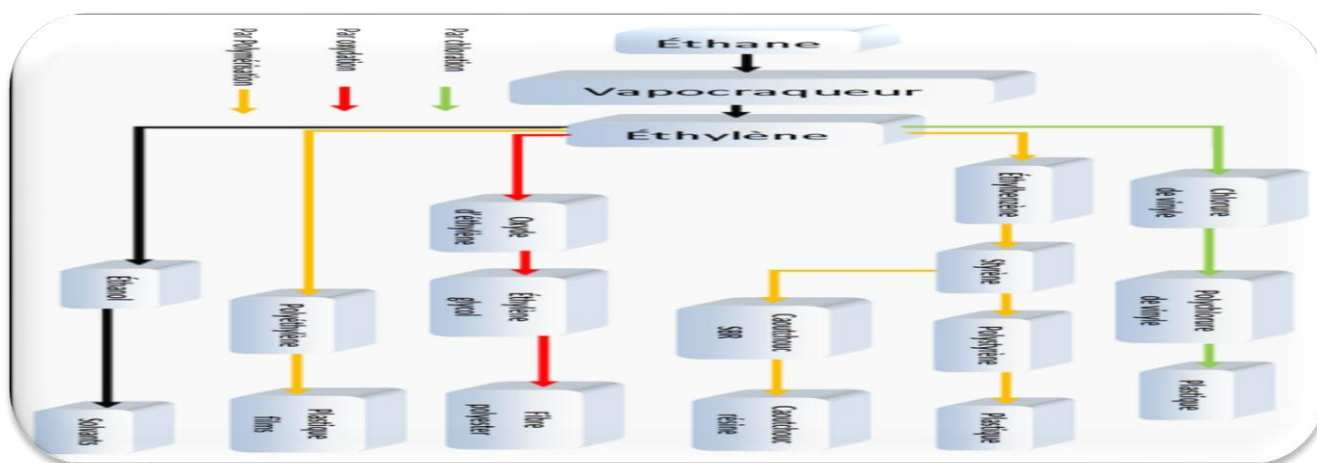 Par Polymérisation
Par oxydation
Par chloration
Éthane
Vapocraqueur
Éthylène
Éthanol
Solvants
Polyéthylène
Plastique
films
Oxyde
d'éthylène
Éthylène
glycol
Fibre
polyester
Éthylbenzène
Styrène
Caoutchouc
SBR
Caoutchouc
résine
Polystyrène
Plastique
Chlorure
de vinyle
Polychlorure
de vinyle
Plastique